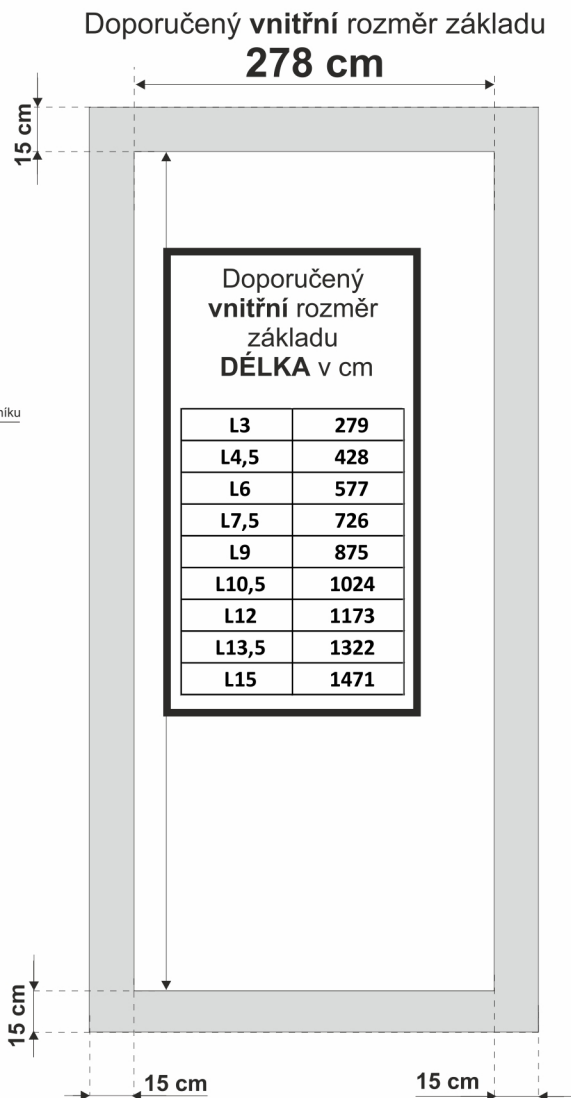 Doporučený vnitřní rozměr základu
278 cm
15 cm
Doporučený
vnitřní rozměr
základu
DÉLKA v cm
níku
L3 279
L4,5 428
L6 577
L7,5 726
L9 875
L10,5 1024
L12 1173
L13,5 1322
L15 1471
15 cm
15 cm
15 cm